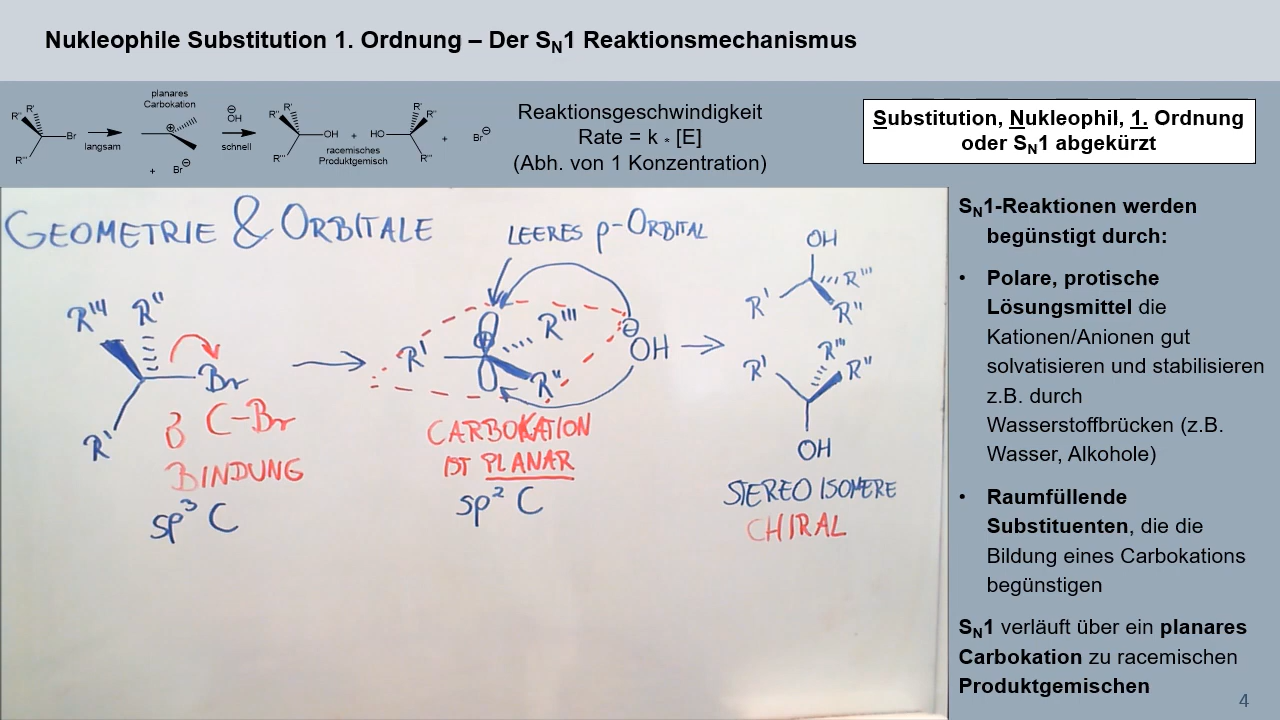 Nukleophile Substitution 1. Ordnung – Der SN1 Reaktionsmechanismus
R' R'' R''' Br
langsam
planares
Carbokation
⊕
+ Br⊖
⊖
OH
schnell
R' R'' R''' OH + HO R' R'' R''' + Br⊖
racemisches
Produktgemisch
Reaktionsgeschwindigkeit
Rate = k * [E]
(Abh. von 1 Konzentration)
Substitution, Nukleophil, 1. Ordnung
oder SN1 abgekürzt
GEOMETRIE & ORBITALE
LEERES p-ORBITAL
R''' R'' Br R'
C-Br
BINDUNG
sp³ C
R' R''' R'' ⊕
⊖
OH
CARBOKATION
IST PLANAR
sp² C
OH
R' R''' R''
R' R''' R''
OH
STEREOISOMERE
CHIRAL
SN1-Reaktionen werden
begünstigt durch:
• Polare, protische
Lösungsmittel die
Kationen/Anionen gut
solvatisieren und stabilisieren
z.B. durch
Wasserstoffbrücken (z.B.
Wasser, Alkohole)
• Raumfüllende
Substituenten, die die
Bildung eines Carbokations
begünstigen
SN1 verläuft über ein planares
Carbokation zu racemischen
Produktgemischen
4